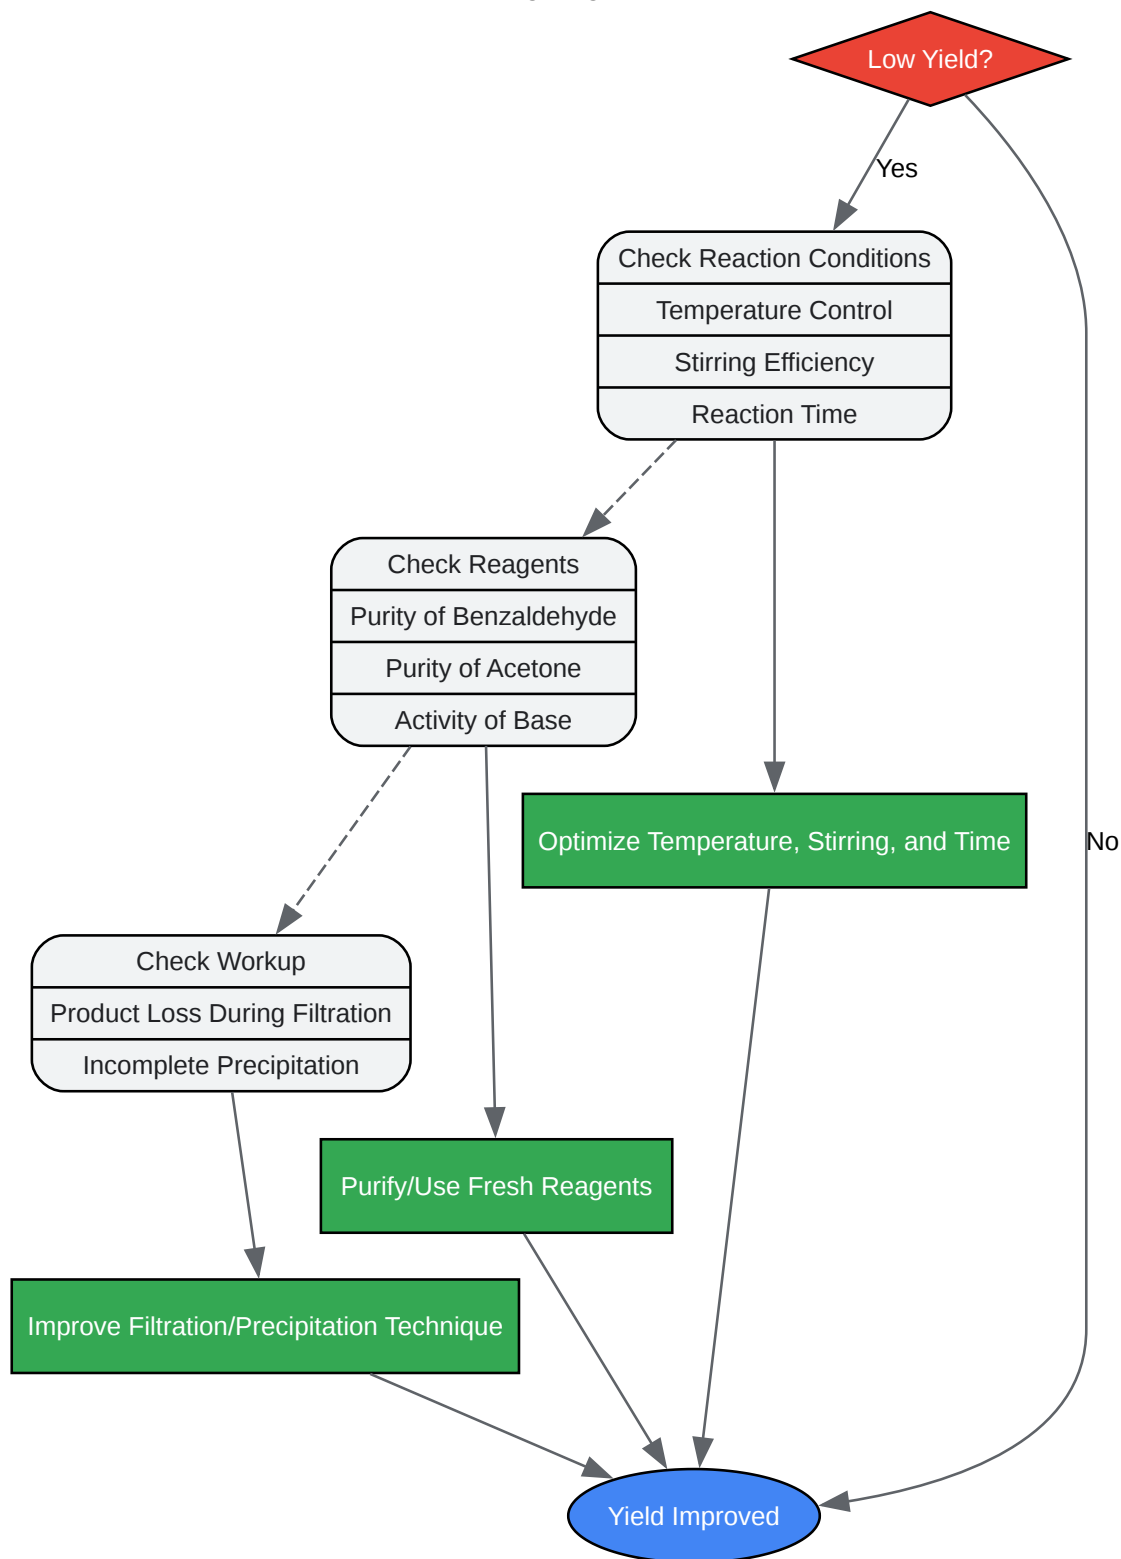 Low Yield?
Yes
Check Reaction Conditions
Temperature Control
Stirring Efficiency
Reaction Time
Check Reagents
Purity of Benzaldehyde
Purity of Acetone
Activity of Base
Optimize Temperature, Stirring, and Time
No
Check Workup
Product Loss During Filtration
Incomplete Precipitation
Purify/Use Fresh Reagents
Improve Filtration/Precipitation Technique
Yield Improved